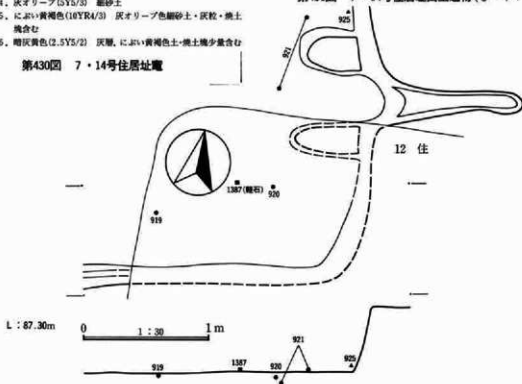 灰オリーブ(5Y5/3) 細砂土
5. にぶい黄褐色(10YR4/3) 灰オリーブ色細砂土・灰粒・焼土
塊含む
6. 暗灰黄色(2.5Y5/2) 灰層, にぶい黄褐色土・焼土塊少量含む
第430図 7・14号住居址竈
925
921
12 住
1387(軽石)
920
919
L:87.30m
0 1:30 1m
921
919
1387
920
925